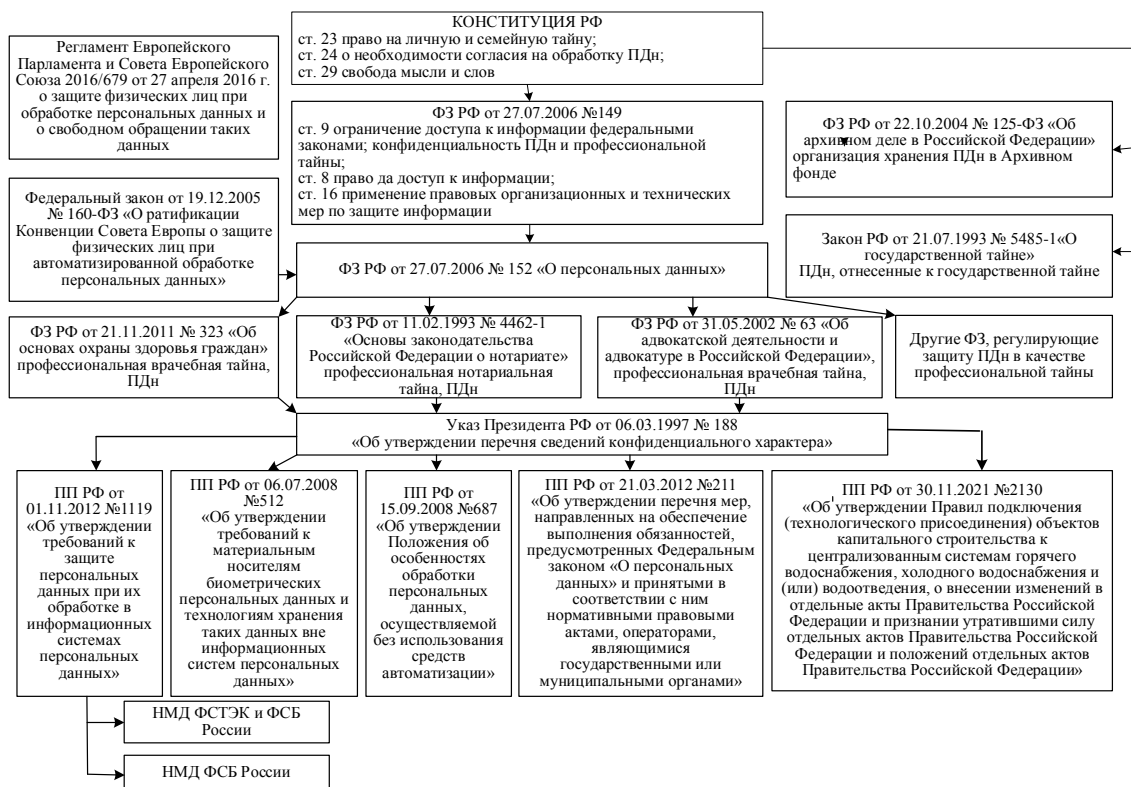 КОНСТИТУЦИЯ РФ
ст. 23 право на личную и семейную тайну;
ст. 24 о необходимости согласия на обработку ПДн;
ст. 29 свобода мысли и слов
Регламент Европейского
Парламента и Совета Европейского
Союза 2016/679 от 27 апреля 2016 г.
о защите физических лиц при
обработке персональных данных и
о свободном обращении таких
данных
ФЗ РФ от 27.07.2006 №149
ст. 9 ограничение доступа к информации федеральными
законами; конфиденциальность ПДн и профессиональной
тайны;
ст. 8 право да доступ к информации;
ст. 16 применение правовых организационных и технических
мер по защите информации
ФЗ РФ от 22.10.2004 № 125-ФЗ «Об
архивном деле в Российской Федерации»
организация хранения ПДн в Архивном
фонде
Федеральный закон от 19.12.2005
№ 160-ФЗ «О ратификации
Конвенции Совета Европы о защите
физических лиц при
автоматизированной обработке
персональных данных»
Закон РФ от 21.07.1993 № 5485-1«О
государственной тайне»
ПДн, отнесенные к государственной тайне
ФЗ РФ от 27.07.2006 № 152 «О персональных данных»
ФЗ РФ от 21.11.2011 № 323 «Об
основах охраны здоровья граждан»
профессиональная врачебная тайна,
ПДн
ФЗ РФ от 11.02.1993 № 4462-1
«Основы законодательства
Российской Федерации о нотариате»
профессиональная нотариальная
тайна, ПДн
ФЗ РФ от 31.05.2002 № 63 «Об
адвокатской деятельности и
адвокатуре в Российской Федерации»,
профессиональная врачебная тайна,
ПДн
Другие ФЗ, регулирующие
защиту ПДн в качестве
профессиональной тайны
Указ Президента РФ от 06.03.1997 № 188
«Об утверждении перечня сведений конфиденциального характера»
ПП РФ от
01.11.2012 №1119
«Об утверждении
требований к
защите
персональных
данных при их
обработке в
информационных
системах
персональных
данных»
ПП РФ от 06.07.2008
№512
«Об утверждении
требований к
материальным
носителям
биометрических
персональных данных и
технологиям хранения
таких данных вне
информационных
систем персональных
данных»
ПП РФ от
15.09.2008 №687
«Об утверждении
Положения об
особенностях
обработки
персональных
данных,
осуществляемой
без использования
средств
автоматизации»
ПП РФ от 21.03.2012 №211
«Об утверждении перечня мер,
направленных на обеспечение
выполнения обязанностей,
предусмотренных Федеральным
законом «О персональных
данных» и принятыми в
соответствии с ним
нормативными правовыми
актами, операторами,
являющимися
государственными или
муниципальными органами»
ПП РФ от 30.11.2021 №2130
«Об утверждении Правил подключения
(технологического присоединения) объектов
капитального строительства к
централизованным системам горячего
водоснабжения, холодного водоснабжения и
(или) водоотведения, о внесении изменений в
отдельные акты Правительства Российской
Федерации и признании утратившими силу
отдельных актов Правительства Российской
Федерации и положений отдельных актов
Правительства Российской Федерации»
НМД ФСТЭК и ФСБ
России
НМД ФСБ России